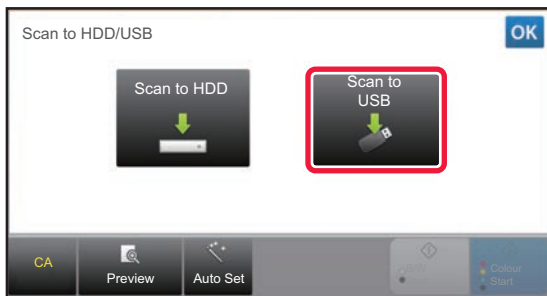 Scan to HDD/USB
OK
Scan to HDD
Scan to
USB
CA
Preview
Auto Set
B/W
Colour
Start